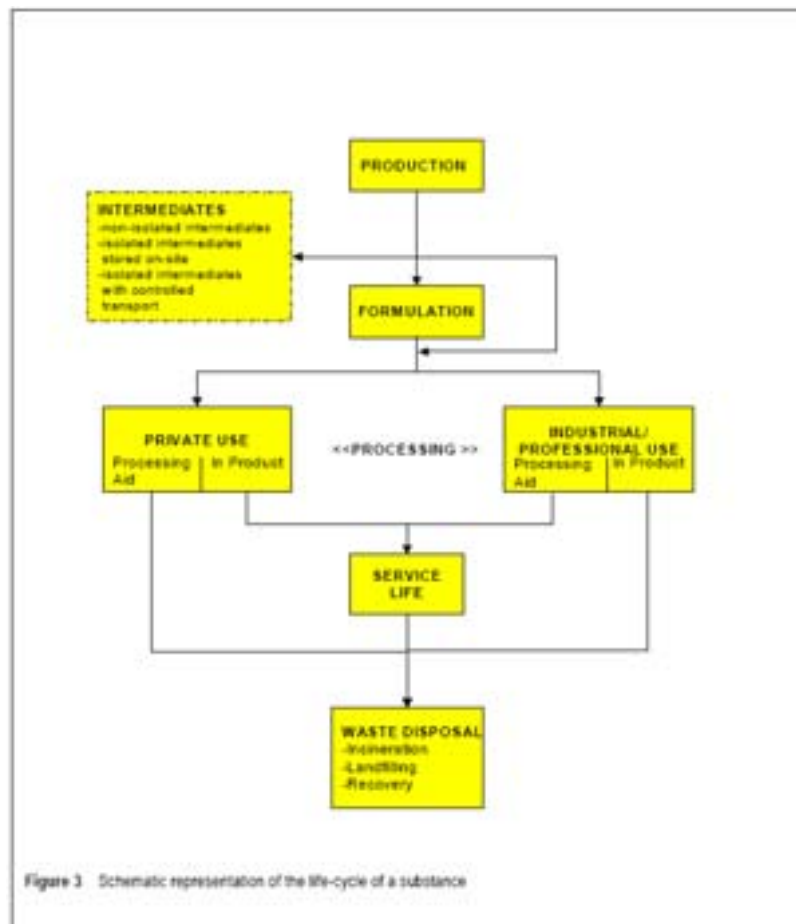 PRODUCTION
INTERMEDIATES
-non-isolated intermediates
-isolated intermediates
stored on-site
-isolated intermediates
with controlled
transport
FORMULATION
PRIVATE USE
Processing Aid
In Product
<<PROCESSING >>
INDUSTRIAL/
PROFESSIONAL USE
Processing Aid
In Product
SERVICE
LIFE
WASTE DISPOSAL
-Incineration
-Landfilling
-Recovery
Figure 3 Schematic representation of the life-cycle of a substance